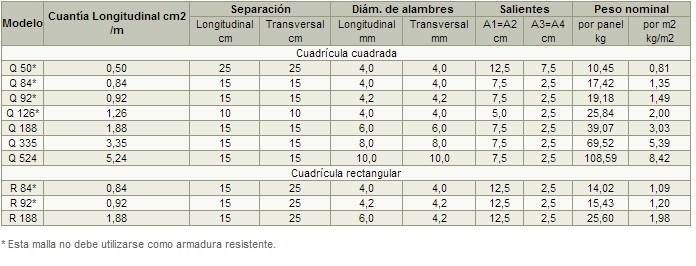 Modelo Cuantía Longitudinal cm2 /m Separación Diám. de alambres Salientes Peso nominal
Longitudinal cm Transversal cm Longitudinal mm Transversal mm A1=A2 cm A3=A4 cm por panel kg por m2 kg/m2
Cuadrícula cuadrada
Q 50* 0,50 25 25 4,0 4,0 12,5 7,5 10,45 0,81
Q 84* 0,84 15 15 4,0 4,0 7,5 2,5 17,42 1,35
Q 92* 0,92 15 15 4,2 4,2 7,5 2,5 19,18 1,49
Q 126* 1,26 10 10 4,0 4,0 5,0 2,5 25,84 2,00
Q 188 1,88 15 15 6,0 6,0 7,5 2,5 39,07 3,03
Q 335 3,35 15 15 8,0 8,0 7,5 2,5 69,52 5,39
Q 524 5,24 15 15 10,0 10,0 7,5 2,5 108,59 8,42
Cuadrícula rectangular
R 84* 0,84 15 25 4,0 4,0 12,5 2,5 14,02 1,09
R 92* 0,92 15 25 4,2 4,2 12,5 2,5 15,43 1,20
R 188 1,88 15 25 6,0 4,2 12,5 2,5 25,60 1,98
* Esta malla no debe utilizarse como armadura resistente.